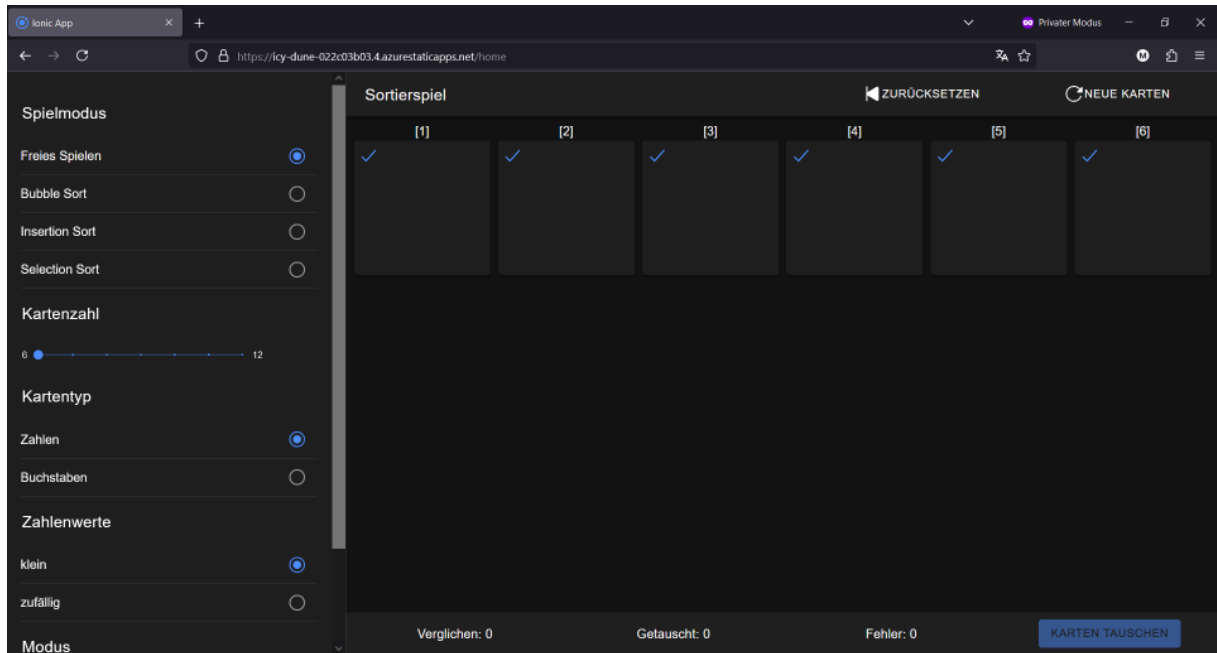 Ionic App
Privater Modus
https://icy-dune-022c03b03.4.azurestaticapps.net/home
Spielmodus
Freies Spielen
Bubble Sort
Insertion Sort
Selection Sort
Kartenzahl
6 12
Kartentyp
Zahlen
Buchstaben
Zahlenwerte
klein
zufällig
Modus
Sortierspiel
ZURÜCKSETZEN
NEUE KARTEN
[1] [2] [3] [4] [5] [6]
Verglichen: 0
Getauscht: 0
Fehler: 0
KARTEN TAUSCHEN